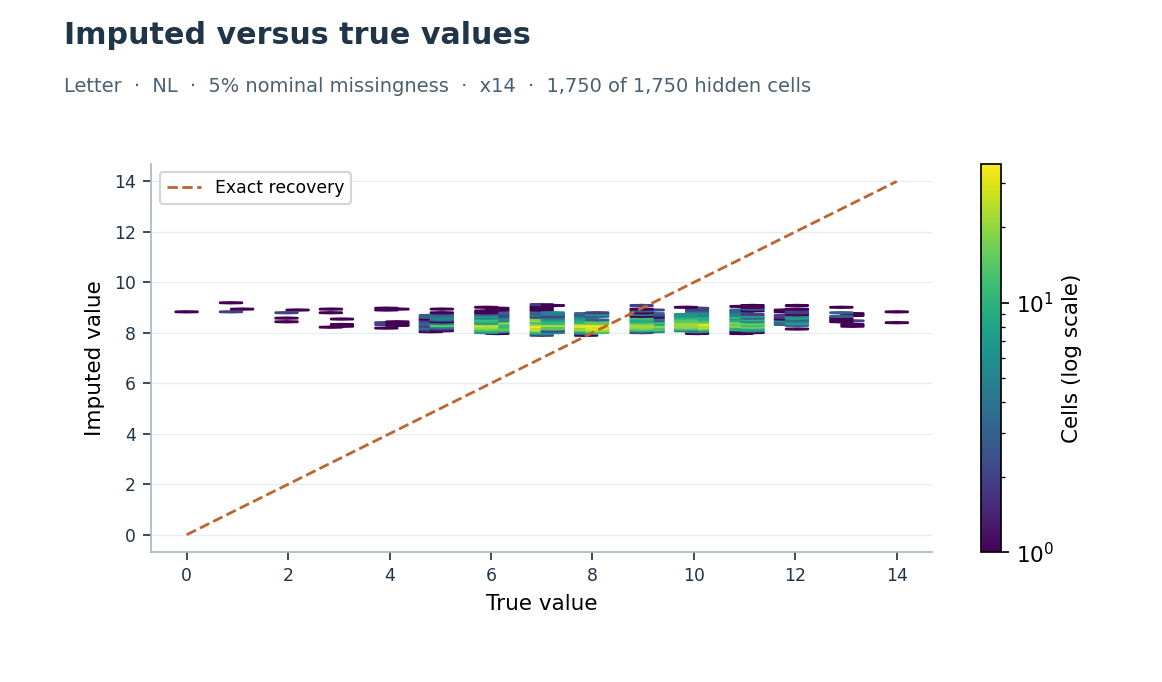 Imputed versus true values
Letter · NL · 5% nominal missingness · x14 · 1,750 of 1,750 hidden cells
Exact recovery
14
12
10
8
6
4
2
0
Imputed value
0 2 4 6 8 10 12 14
True value
10¹
10⁰
Cells (log scale)